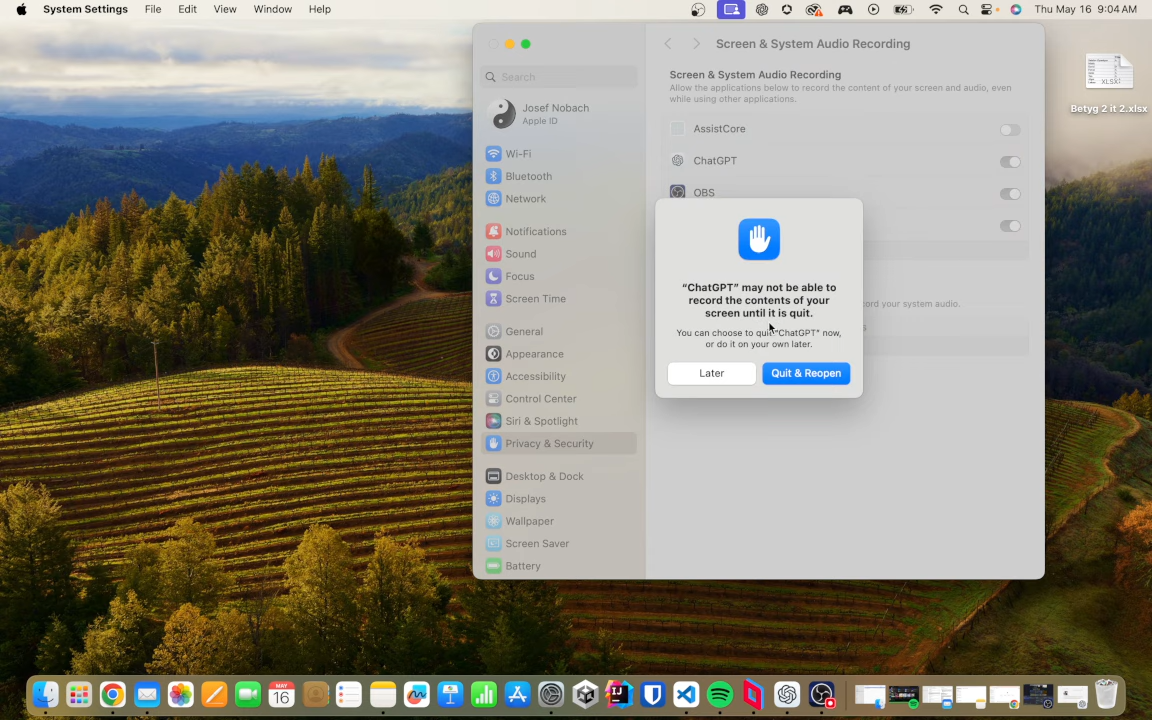 System Settings File Edit View Window Help Thu May 16 9:04 AM
Screen & System Audio Recording
Search
Josef Nobach
Apple ID
Wi-Fi
Bluetooth
Network
Notifications
Sound
Focus
Screen Time
General
Appearance
Accessibility
Control Center
Siri & Spotlight
Privacy & Security
Desktop & Dock
Displays
Wallpaper
Screen Saver
Battery
Screen & System Audio Recording
Allow the applications below to record the content of your screen and audio, even
while using other applications.
AssistCore
ChatGPT
OBS
cord your system audio.
“ChatGPT” may not be able to
record the contents of your
screen until it is quit.
You can choose to quit “ChatGPT” now,
or do it on your own later.
Later
Quit & Reopen
XLSX
Betyg 2 it 2.xlsx
MAY
16